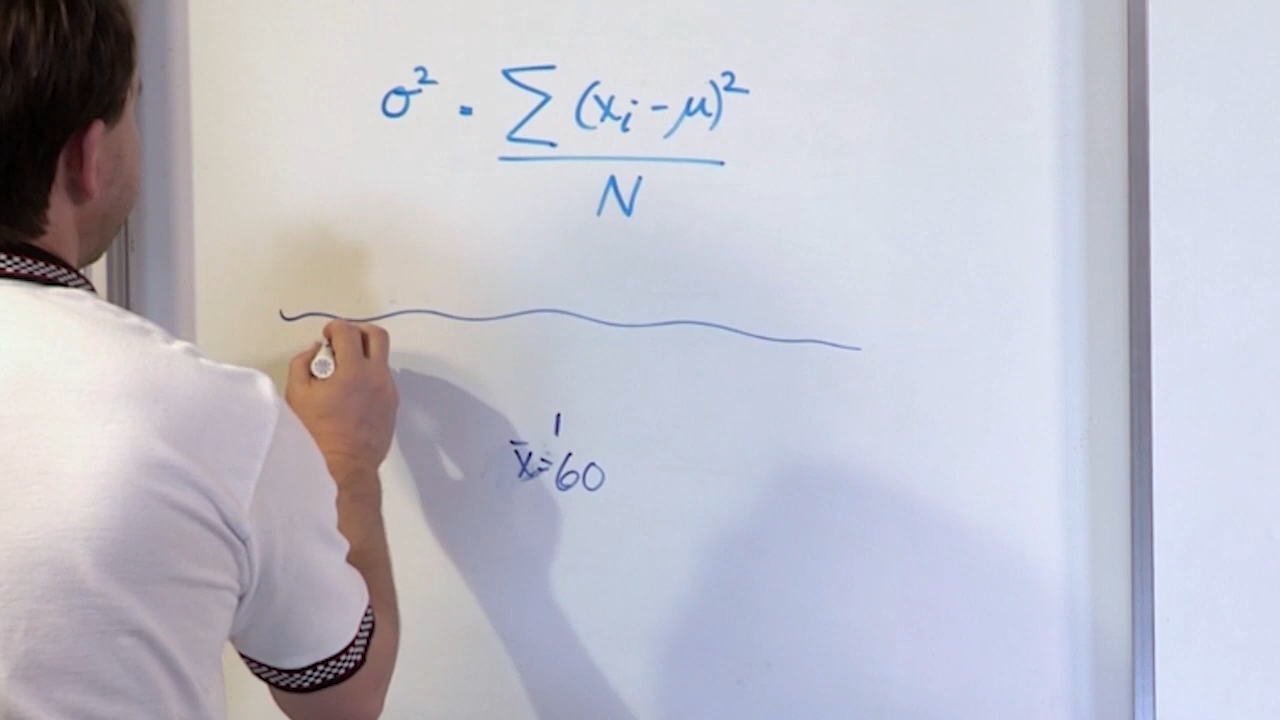 σ² = Σ (xᵢ - μ)²
N
x̄ = 60